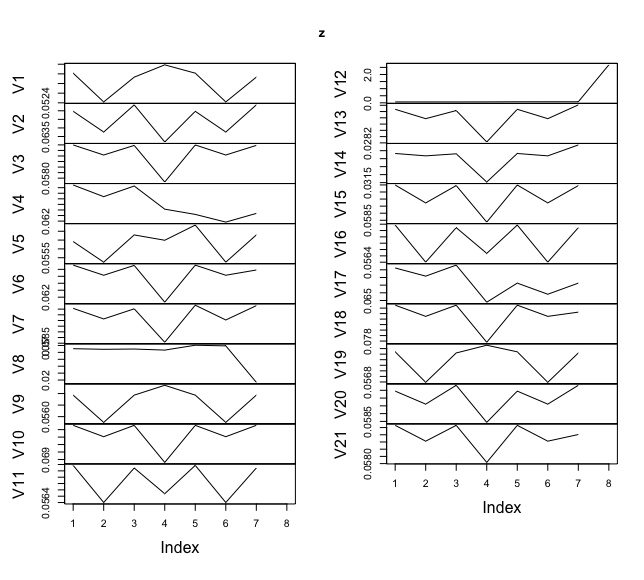 z
V1
0.0524
V2
0.0635
V3
0.0580
V4
0.062
V5
0.0555
V6
0.062
V7
V8
0.02
V9
0.0560
V10
0.069
V11
0.0564
1 2 3 4 5 6 7 8
Index
V12
0.0 2.0
V13
0.0282
V14
0.0315
V15
0.0585
V16
0.0564
V17
0.065
V18
0.078
V19
0.0568
V20
0.0585
V21
0.0580
1 2 3 4 5 6 7 8
Index